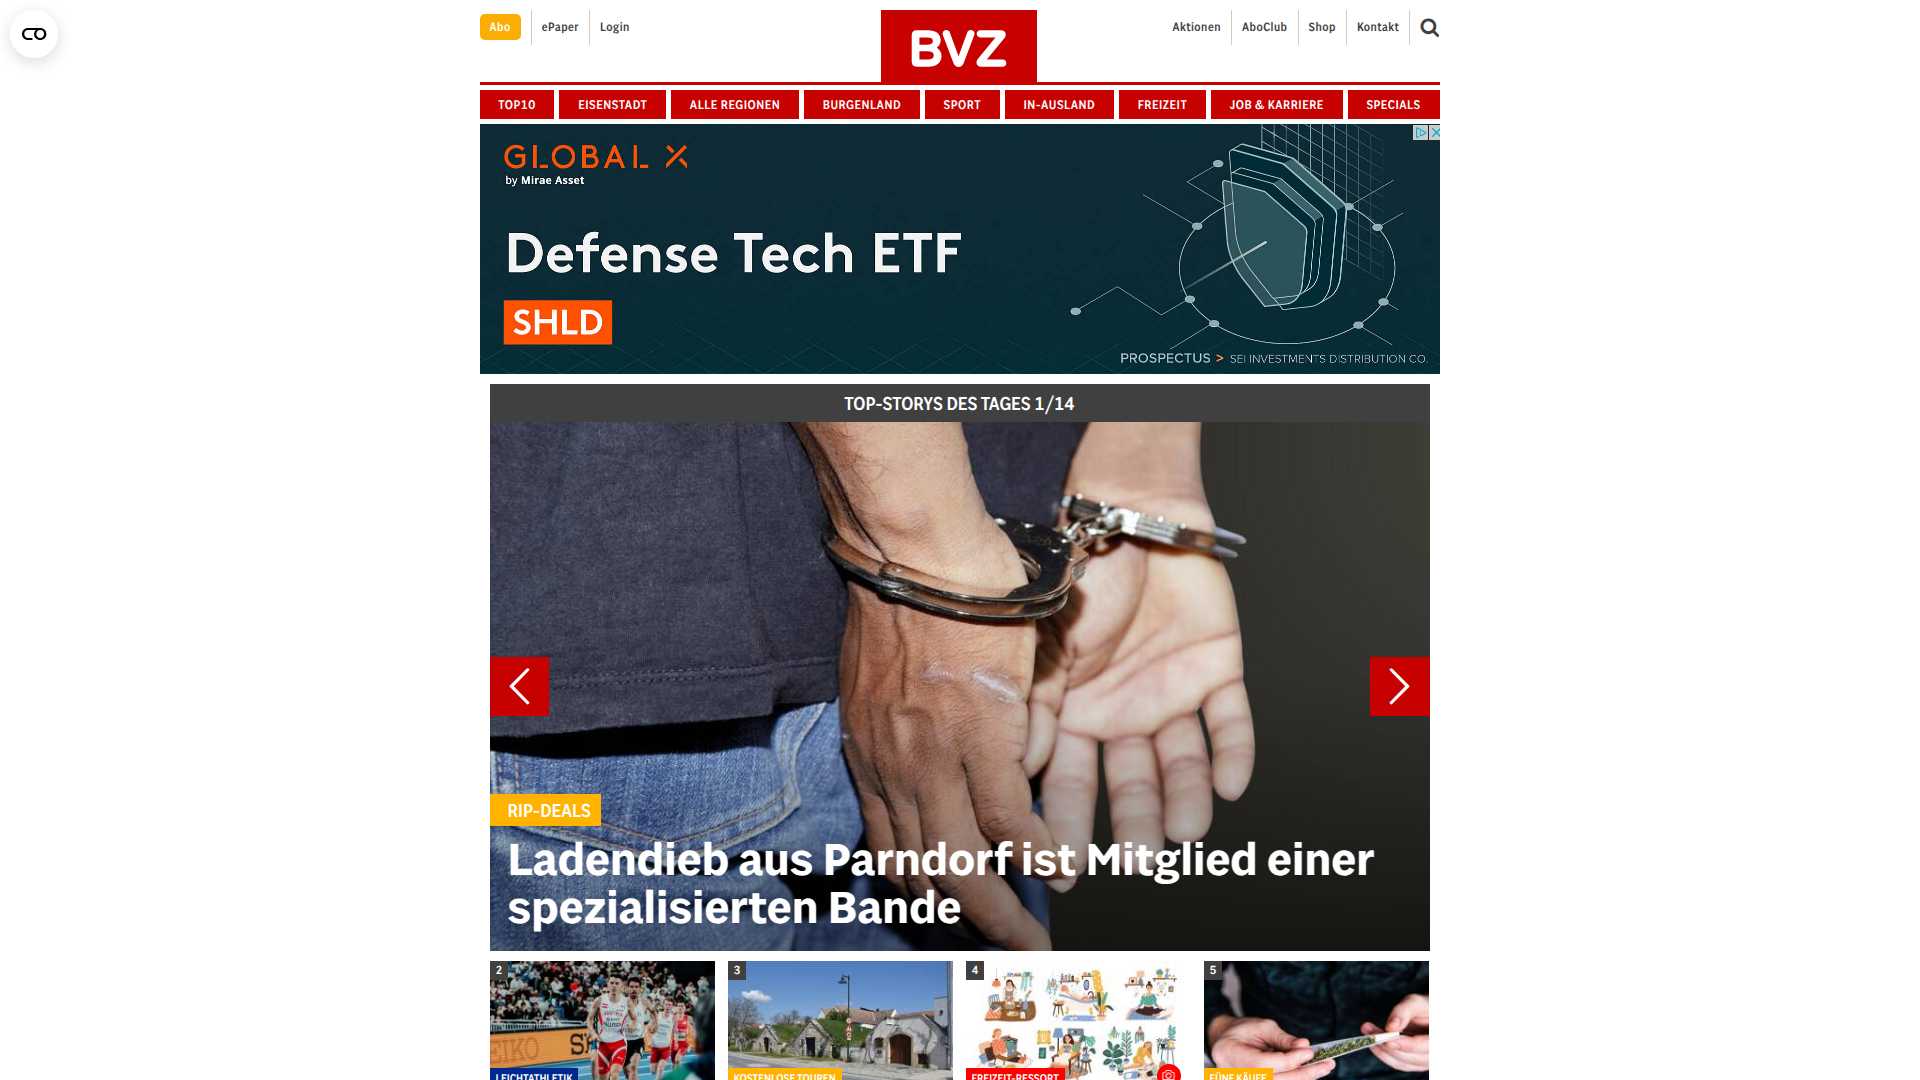 Abo
ePaper
Login
BVZ
Aktionen
AboClub
Shop
Kontakt
TOP10
EISENSTADT
ALLE REGIONEN
BURGENLAND
SPORT
IN-AUSLAND
FREIZEIT
JOB & KARRIERE
SPECIALS
GLOBAL X
by Mirae Asset
Defense Tech ETF
SHLD
PROSPECTUS > SEI INVESTMENTS DISTRIBUTION CO.
TOP-STORYS DES TAGES 1/14
RIP-DEALS
Ladendieb aus Parndorf ist Mitglied einer
spezialisierten Bande
2
3
4
5
LEICHTATHLETIK
KOSTENLOSE TOUREN
FREIZEIT-RESSORT
FÜNF KÄUFE